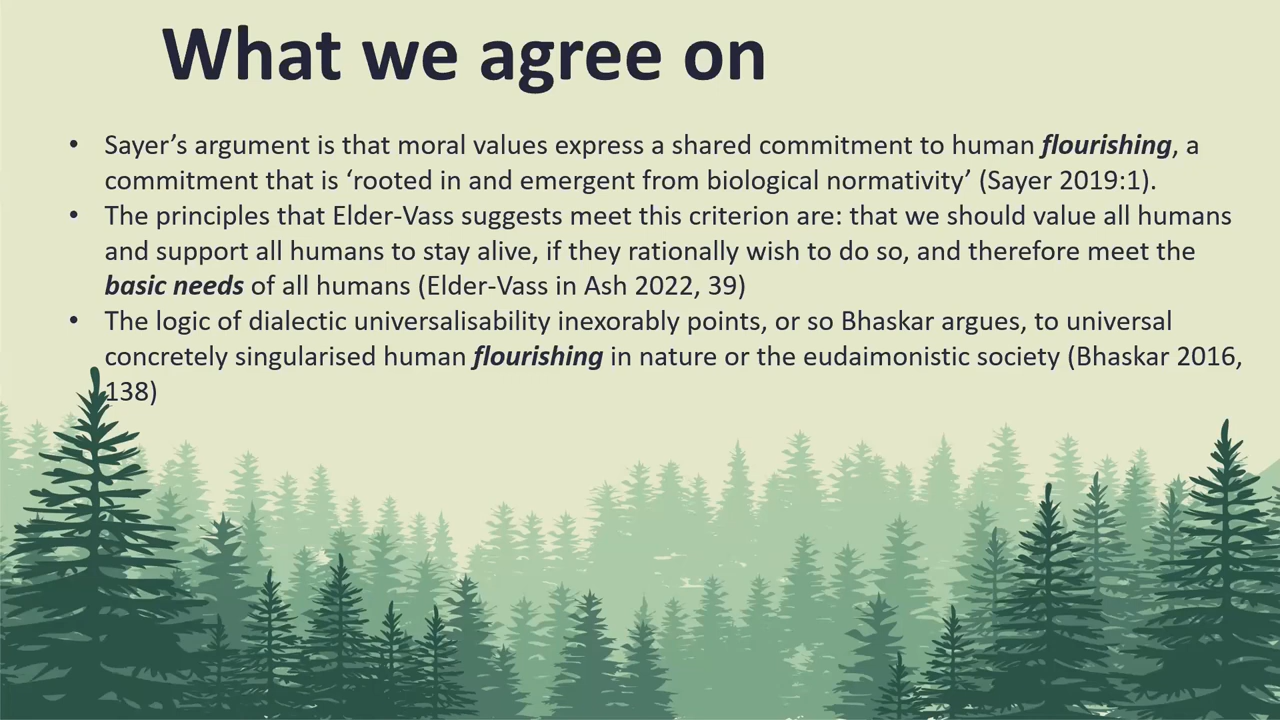 What we agree on
• Sayer’s argument is that moral values express a shared commitment to human flourishing, a
commitment that is ‘rooted in and emergent from biological normativity’ (Sayer 2019:1).
• The principles that Elder-Vass suggests meet this criterion are: that we should value all humans
and support all humans to stay alive, if they rationally wish to do so, and therefore meet the
basic needs of all humans (Elder-Vass in Ash 2022, 39)
• The logic of dialectic universalisability inexorably points, or so Bhaskar argues, to universal
concretely singularised human flourishing in nature or the eudaimonistic society (Bhaskar 2016,
138)